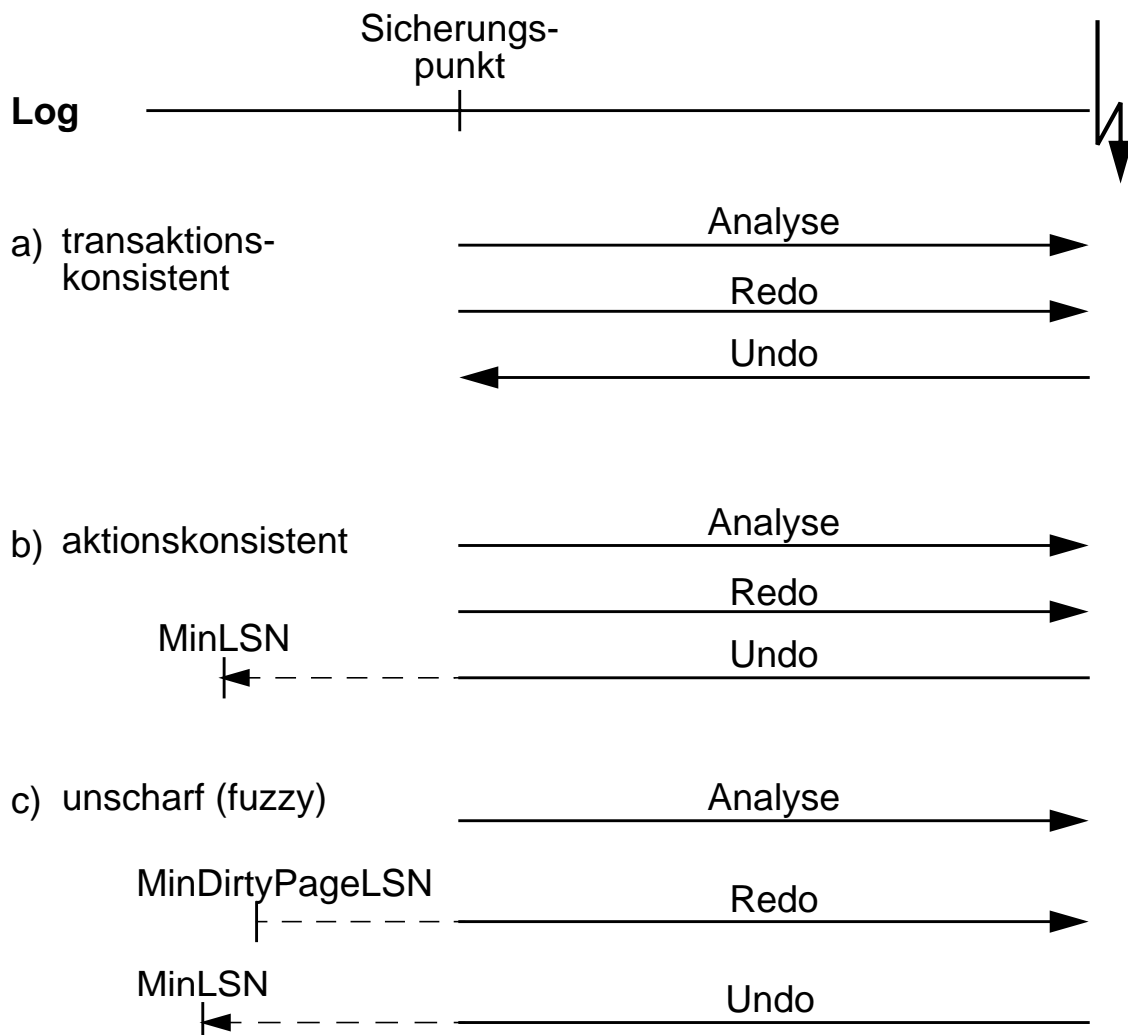 Sicherungs-
punkt
Log
a) transaktions-
konsistent
Analyse
Redo
Undo
b) aktionskonsistent
Analyse
Redo
MinLSN
Undo
c) unscharf (fuzzy)
Analyse
MinDirtyPageLSN
Redo
MinLSN
Undo